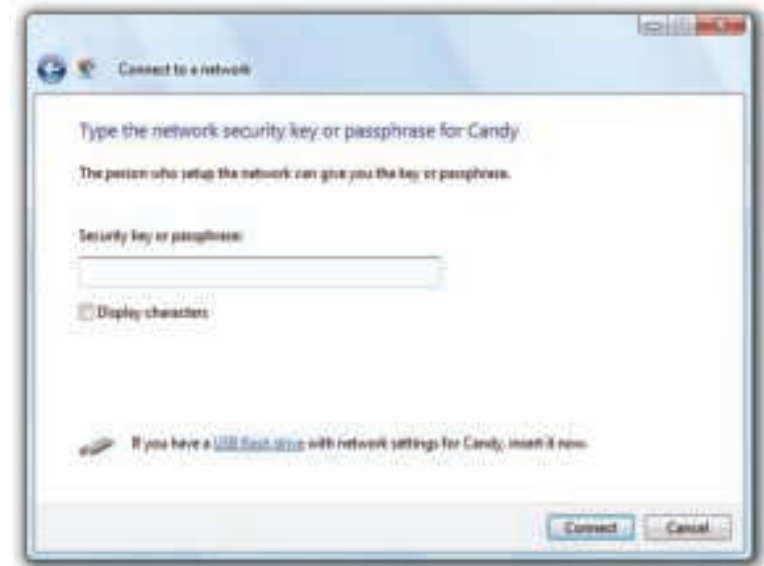 Connect to a network
Type the network security key or passphrase for Candy
The person who setup the network can give you the key or passphrase.
Security key or passphrase:
Display characters
If you have a USB flash drive with network settings for Candy, insert it now.
Connect Cancel